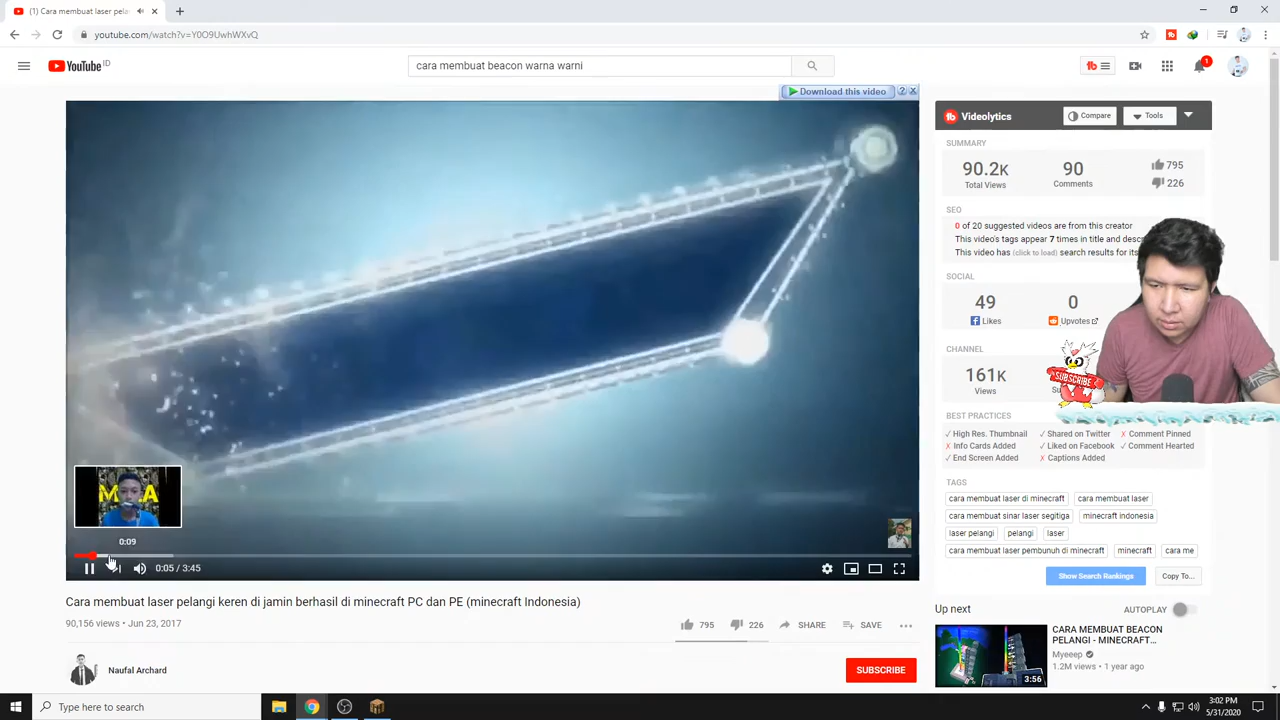 (1) Cara membuat laser pela
youtube.com/watch?v=Y0O9UwhWXvQ
YouTube ID
cara membuat beacon warna warni
1
Download this video
Videolytics
Compare
Tools
SUMMARY
90.2K
Total Views
90
Comments
795
226
SEO
0 of 20 suggested videos are from this creator
This video's tags appear 7 times in title and descr
This video has (click to load) search results for its
SOCIAL
49
Likes
0
Upvotes
CHANNEL
161K
Views
SUBSCRIBE
BEST PRACTICES
High Res. Thumbnail
Shared on Twitter
Comment Pinned
Info Cards Added
Liked on Facebook
Comment Hearted
End Screen Added
Captions Added
TAGS
cara membuat laser di minecraft
cara membuat laser
cara membuat sinar laser segitiga
minecraft indonesia
laser pelangi
pelangi
laser
cara membuat laser pembunuh di minecraft
minecraft
cara me
Show Search Rankings
Copy To...
0:09
0:05 / 3:45
Cara membuat laser pelangi keren di jamin berhasil di minecraft PC dan PE (minecraft Indonesia)
90,156 views • Jun 23, 2017
795
226
SHARE
SAVE
Naufal Archard
SUBSCRIBE
Up next
AUTOPLAY
CARA MEMBUAT BEACON
PELANGI - MINECRAFT...
Myeeep
1.2M views • 1 year ago
3:56
Type here to search
3:02 PM
5/31/2020